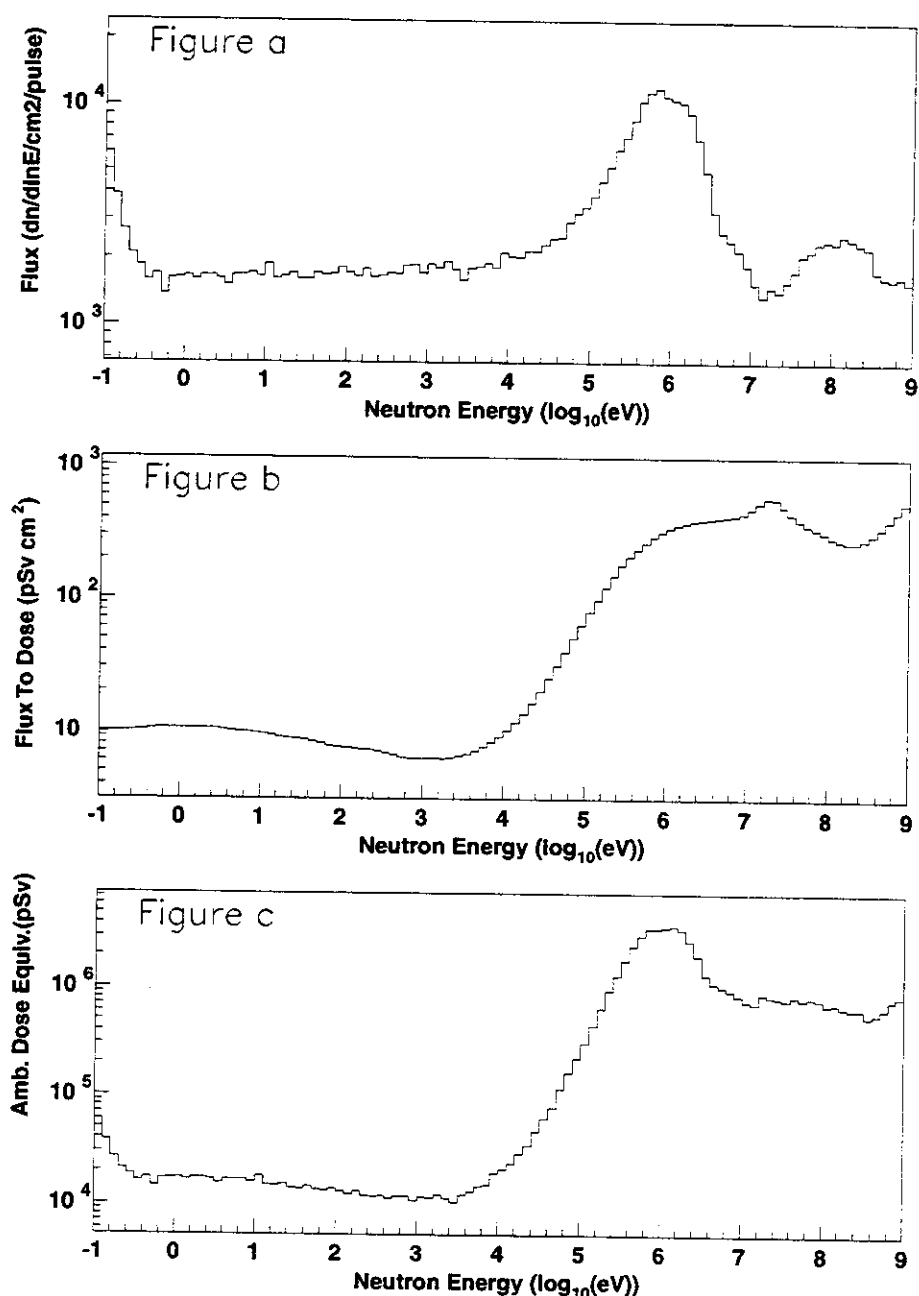 Figure a
Flux (dn/dlnE/cm2/pulse)
10⁴
10³
-1 0 1 2 3 4 5 6 7 8 9
Neutron Energy (log₁₀(eV))
Figure b
Flux To Dose (pSv cm²)
10³
10²
10
-1 0 1 2 3 4 5 6 7 8 9
Neutron Energy (log₁₀(eV))
Figure c
Amb. Dose Equiv.(pSv)
10⁶
10⁵
10⁴
-1 0 1 2 3 4 5 6 7 8 9
Neutron Energy (log₁₀(eV))